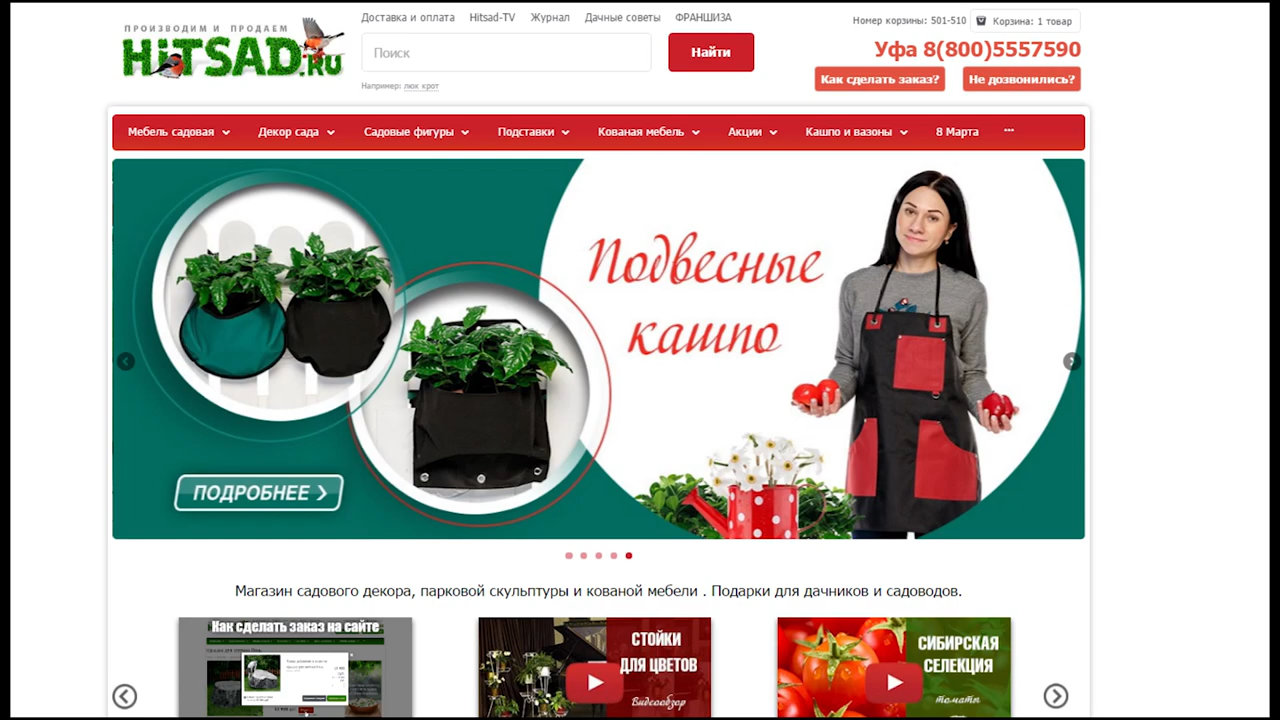 ПРОИЗВОДИМ И ПРОДАЕМ
HiTSAD.RU
Доставка и оплата Hitsad-TV Журнал Дачные советы ФРАНШИЗА
Поиск
Найти
Например: люк крот
Номер корзины: 501-510 Корзина: 1 товар
Уфа 8(800)5557590
Как сделать заказ? Не дозвонились?
Мебель садовая Декор сада Садовые фигуры Подставки Кованая мебель Акции Кашпо и вазоны 8 Марта ...
Подвесные
кашпо
ПОДРОБНЕЕ
Магазин садового декора, парковой скульптуры и кованой мебели . Подарки для дачников и садоводов.
Как сделать заказ на сайте
СТОЙКИ
ДЛЯ ЦВЕТОВ
Видеообзор
СИБИРСКАЯ
СЕЛЕКЦИЯ
томаты